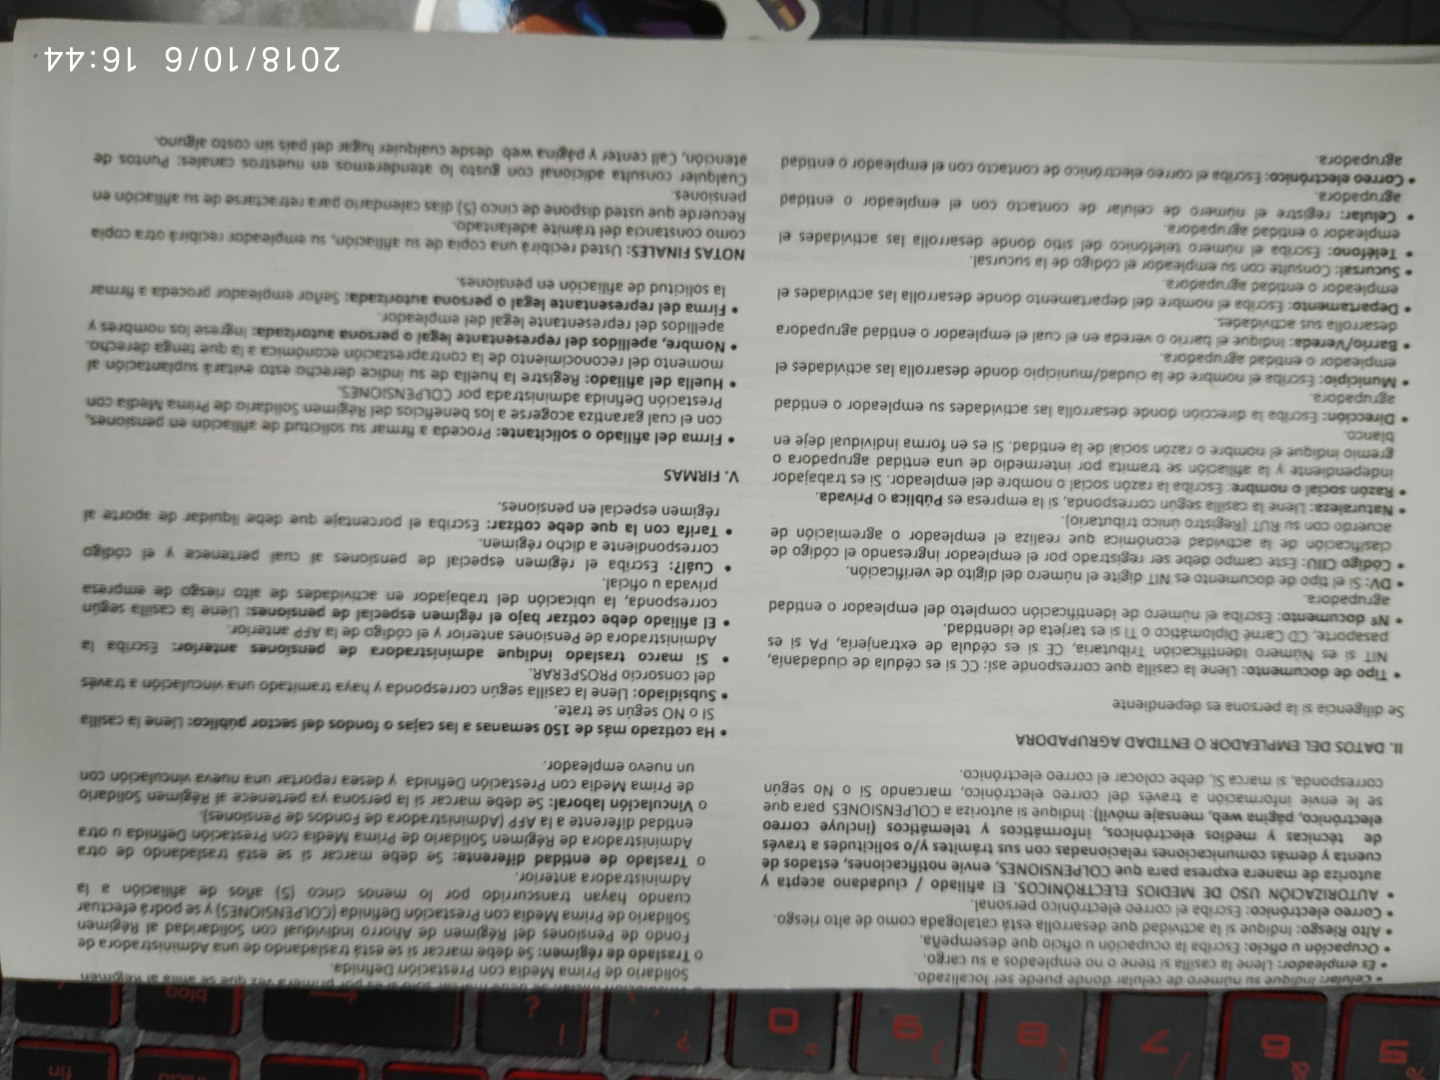 • Celular: Indique su número de celular donde puede ser localizado.
• Es empleador: Llene la casilla si tiene o no empleados a su cargo.
• Ocupación u oficio: Escriba la ocupación u oficio que desempeña.
• Alto Riesgo: Indique si la actividad que desarrolla está catalogada como de alto riesgo.
• Correo electrónico: Escriba el correo electrónico personal.
• AUTORIZACIÓN USO DE MEDIOS ELECTRÓNICOS. El afiliado / ciudadano acepta y
autoriza de manera expresa para que COLPENSIONES, envíe notificaciones, estados de
cuenta y demás comunicaciones relacionadas con sus trámites y/o solicitudes a través
de técnicas y medios electrónicos, informáticos y telemáticos (incluye correo
electrónico, página web, mensaje móvil): Indique si autoriza a COLPENSIONES para que
se le envíe información a través del correo electrónico, marcando Sí o No según
corresponda, si marca Sí, debe colocar el correo electrónico.
II. DATOS DEL EMPLEADOR O ENTIDAD AGRUPADORA
Se diligencia si la persona es dependiente
• Tipo de documento: Llene la casilla que corresponde así: CC si es cédula de ciudadanía,
NIT si es Número Identificación Tributaria, CE si es cédula de extranjería, PA si es
pasaporte, CD Carné Diplomático o TI si es tarjeta de identidad.
• Nº documento: Escriba el número de identificación completo del empleador o entidad
agrupadora.
• DV: Si el tipo de documento es NIT digite el número del dígito de verificación.
• Código CIIU: Este campo debe ser registrado por el empleador ingresando el código de
clasificación de la actividad económica que realiza el empleador o agremiación de
acuerdo con su RUT (Registro único tributario).
• Naturaleza: Llene la casilla según corresponda, si la empresa es Pública o Privada.
• Razón social o nombre: Escriba la razón social o nombre del empleador. Si es trabajador
independiente y la afiliación se tramita por intermedio de una entidad agrupadora o
gremio indique el nombre o razón social de la entidad. Si es en forma individual deje en
blanco.
• Dirección: Escriba la dirección donde desarrolla las actividades su empleador o entidad
agrupadora.
• Municipio: Escriba el nombre de la ciudad/municipio donde desarrolla las actividades el
empleador o entidad agrupadora.
• Barrio/Vereda: Indique el barrio o vereda en el cual el empleador o entidad agrupadora
desarrolla sus actividades.
• Departamento: Escriba el nombre del departamento donde desarrolla las actividades el
empleador o entidad agrupadora.
• Sucursal: Consulte con su empleador el código de la sucursal.
• Teléfono: Escriba el número telefónico del sitio donde desarrolla las actividades el
empleador o entidad agrupadora.
• Celular: registre el número de celular de contacto con el empleador o entidad
agrupadora.
• Correo electrónico: Escriba el correo electrónico de contacto con el empleador o entidad
agrupadora.
Solidario de Prima Media con Prestación Definida.
o Traslado de régimen: Se debe marcar si se está trasladando de una Administradora de
Fondo de Pensiones del Régimen de Ahorro Individual con Solidaridad al Régimen
Solidario de Prima Media con Prestación Definida (COLPENSIONES) y se podrá efectuar
cuando hayan transcurrido por lo menos cinco (5) años de afiliación a la
Administradora anterior.
o Traslado de entidad diferente: Se debe marcar si se está trasladando de otra
Administradora de Régimen Solidario de Prima Media con Prestación Definida u otra
entidad diferente a la AFP (Administradora de Fondos de Pensiones).
o Vinculación laboral: Se debe marcar si la persona ya pertenece al Régimen Solidario
de Prima Media con Prestación Definida y desea reportar una nueva vinculación con
un nuevo empleador.
• Ha cotizado más de 150 semanas a las cajas o fondos del sector público: Llene la casilla
SI o NO según se trate.
• Subsidiado: Llene la casilla según corresponda y haya tramitado una vinculación a través
del consorcio PROSPERAR.
• Si marco traslado indique administradora de pensiones anterior: Escriba la
Administradora de Pensiones anterior y el código de la AFP anterior.
• El afiliado debe cotizar bajo el régimen especial de pensiones: Llene la casilla según
corresponda, la ubicación del trabajador en actividades de alto riesgo de empresa
privada u oficial.
• Cuál?: Escriba el régimen especial de pensiones al cual pertenece y el código
correspondiente a dicho régimen.
• Tarifa con la que debe cotizar: Escriba el porcentaje que debe liquidar de aporte al
régimen especial en pensiones.
V. FIRMAS
• Firma del afiliado o solicitante: Proceda a firmar su solicitud de afiliación en pensiones,
con el cual garantiza acogerse a los beneficios del Régimen Solidario de Prima Media con
Prestación Definida administrada por COLPENSIONES.
• Huella del afiliado: Registre la huella de su índice derecho esto evitará suplantación al
momento del reconocimiento de la contraprestación económica a la que tenga derecho.
• Nombre, apellidos del representante legal o persona autorizada: Ingrese los nombres y
apellidos del representante legal del empleador.
• Firma del representante legal o persona autorizada: Señor empleador proceda a firmar
la solicitud de afiliación en pensiones.
NOTAS FINALES: Usted recibirá una copia de su afiliación, su empleador recibirá otra copia
como constancia del trámite adelantado.
Recuerde que usted dispone de cinco (5) días calendario para retractarse de su afiliación en
pensiones.
Cualquier consulta adicional con gusto lo atenderemos en nuestros canales: Puntos de
atención, Call center y página web desde cualquier lugar del país sin costo alguno.
2018/10/6 16:44
5 %
6 &
7 /
8 (
9 )
0 =
? '
bloq
inicio
fin